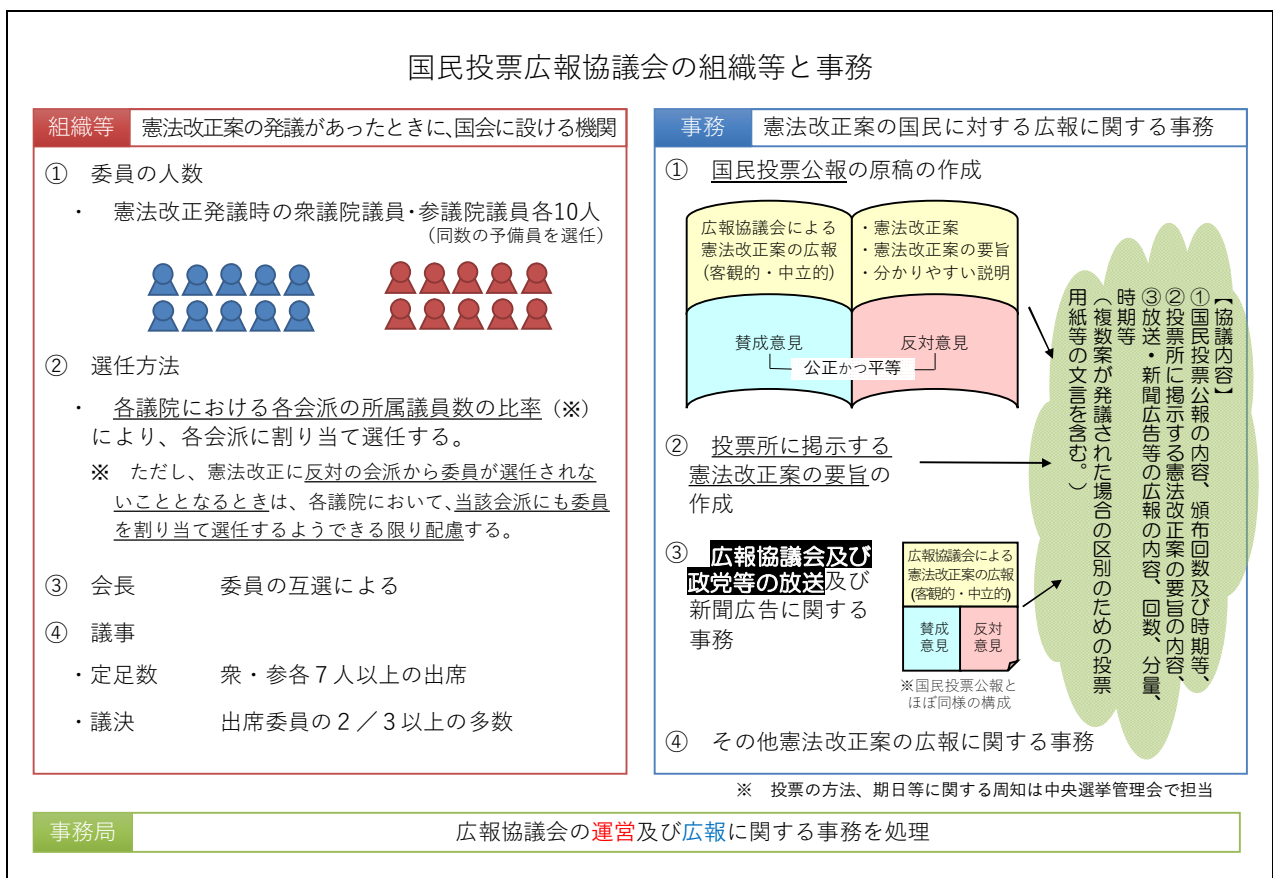 国民投票広報協議会の組織等と事務
組織等
憲法改正案の発議があったときに、国会に設ける機関
① 委員の人数
・ 憲法改正発議時の衆議院議員・参議院議員各10人
(同数の予備員を選任)
② 選任方法
・ 各議院における各会派の所属議員数の比率(※)
により、各会派に割り当て選任する。
※ ただし、憲法改正に反対の会派から委員が選任されな
いこととなるときは、各議院において、当該会派にも委員
を割り当て選任するようできる限り配慮する。
③ 会長 委員の互選による
④ 議事
・定足数 衆・参各7人以上の出席
・議決 出席委員の2/3以上の多数
事務
憲法改正案の国民に対する広報に関する事務
① 国民投票公報の原稿の作成
広報協議会による
憲法改正案の広報
(客観的・中立的)
・憲法改正案
・憲法改正案の要旨
・分かりやすい説明
賛成意見
反対意見
公正かつ平等
② 投票所に掲示する
憲法改正案の要旨の
作成
③ 広報協議会及び
政党等の放送及び
新聞広告に関する
事務
広報協議会による
憲法改正案の広報
(客観的・中立的)
賛成
意見
反対
意見
※国民投票公報と
ほぼ同様の構成
④ その他憲法改正案の広報に関する事務
【協議内容】
①国民投票公報の内容、頒布回数及び時期等、
②投票所に掲示する憲法改正案の要旨の内容、
③放送・新聞広告等の広報の内容、回数、分量、
時期等
(複数案が発議された場合の区別のための投票
用紙等の文言を含む。)
※ 投票の方法、期日等に関する周知は中央選挙管理会で担当
事務局
広報協議会の運営及び広報に関する事務を処理